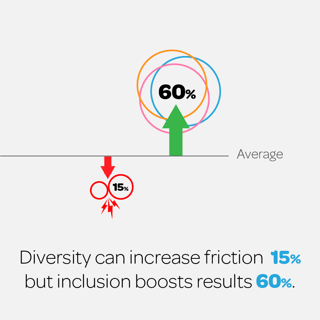 60%
Average
15%
Diversity can increase friction 15%
but inclusion boosts results 60%.